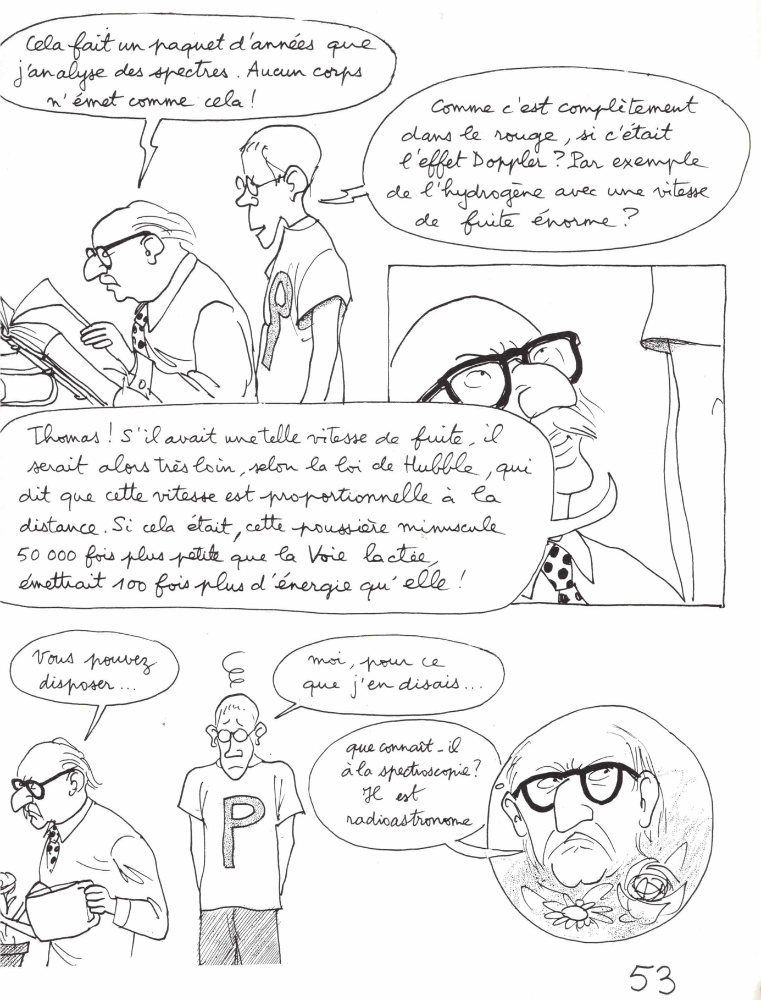 Cela fait un paquet d'années que
j'analyse des spectres. Aucun corps
n'émet comme cela !
Comme c'est complètement
dans le rouge, si c'était
l'effet Doppler ? Par exemple
de l'hydrogène avec une vitesse
de fuite énorme ?
P
Thomas ! S'il avait une telle vitesse de fuite, il
serait alors très loin, selon la loi de Hubble, qui
dit que cette vitesse est proportionnelle à la
distance. Si cela était, cette poussière minuscule
50 000 fois plus petite que la Voie lactée,
émettrait 100 fois plus d'énergie qu'elle !
Vous pouvez
disposer...
moi, pour ce
que j'en disais...
P
que connaît-il
à la spectroscopie ?
Il est
radioastronome
53